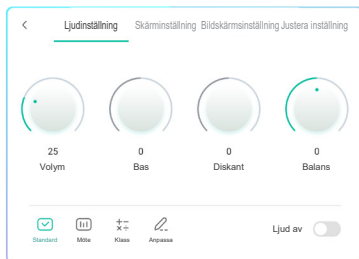 Ljudinställning Skärminställning Bildskärmsinställning Justera inställning
25 0 0 0
Volym Bas Diskant Balans
Standard Möte Klass Anpassa Ljud av